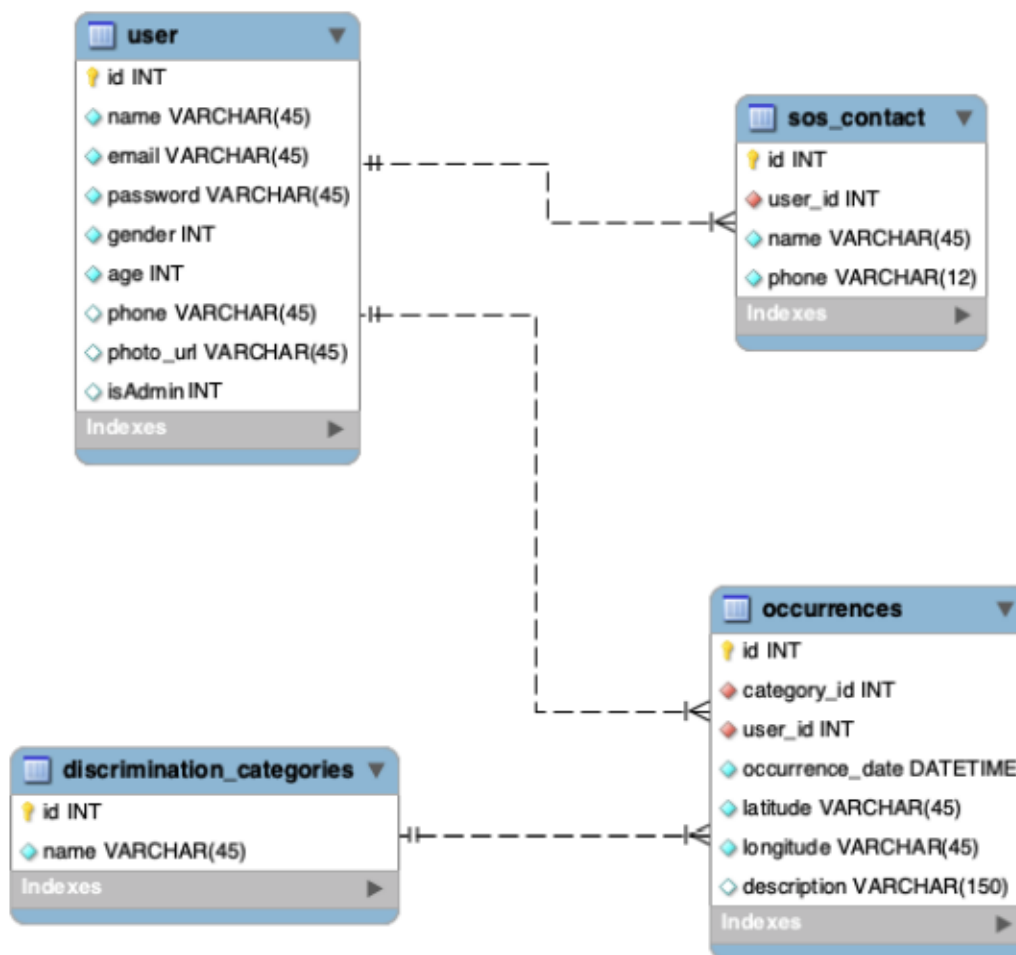 user
id INT
name VARCHAR(45)
email VARCHAR(45)
password VARCHAR(45)
gender INT
age INT
phone VARCHAR(45)
photo_url VARCHAR(45)
isAdmin INT
Indexes
sos_contact
id INT
user_id INT
name VARCHAR(45)
phone VARCHAR(12)
Indexes
discrimination_categories
id INT
name VARCHAR(45)
Indexes
occurrences
id INT
category_id INT
user_id INT
occurrence_date DATETIME
latitude VARCHAR(45)
longitude VARCHAR(45)
description VARCHAR(150)
Indexes